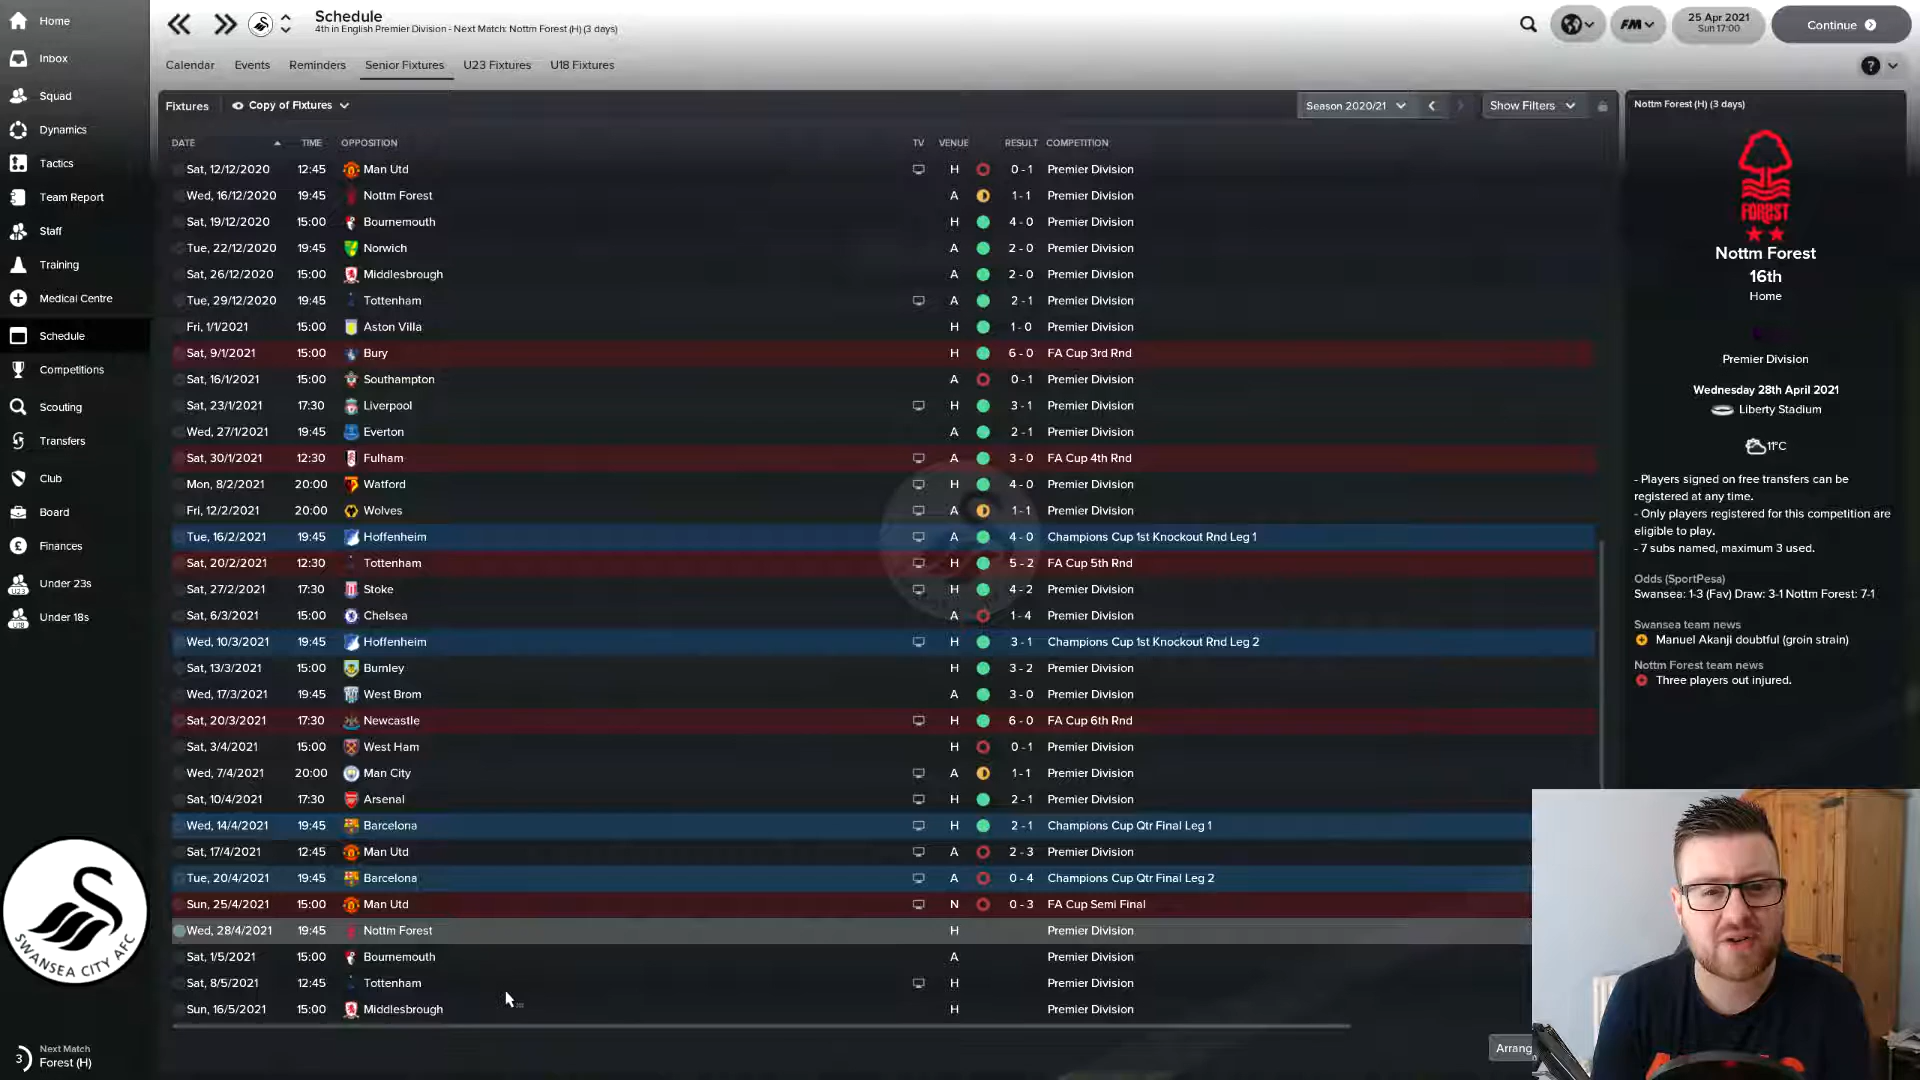 Home
Inbox
Squad
Dynamics
Tactics
Team Report
Staff
Training
Medical Centre
Schedule
Competitions
Scouting
Transfers
Club
Board
Finances
Under 23s
Under 18s
SWANSEA CITY AFC
3 Next Match
Forest (H)
Schedule
4th in English Premier Division - Next Match: Nottm Forest (H) (3 days)
FM
25 Apr 2021
Sun 17:00
Continue
Calendar Events Reminders Senior Fixtures U23 Fixtures U18 Fixtures
Fixtures Copy of Fixtures Season 2020/21 Show Filters
DATE TIME OPPOSITION TV VENUE RESULT COMPETITION
Sat, 12/12/2020 12:45 Man Utd H 0 - 1 Premier Division
Wed, 16/12/2020 19:45 Nottm Forest A 1 - 1 Premier Division
Sat, 19/12/2020 15:00 Bournemouth H 4 - 0 Premier Division
Tue, 22/12/2020 19:45 Norwich A 2 - 0 Premier Division
Sat, 26/12/2020 15:00 Middlesbrough A 2 - 0 Premier Division
Tue, 29/12/2020 19:45 Tottenham A 2 - 1 Premier Division
Fri, 1/1/2021 15:00 Aston Villa H 1 - 0 Premier Division
Sat, 9/1/2021 15:00 Bury H 6 - 0 FA Cup 3rd Rnd
Sat, 16/1/2021 15:00 Southampton A 0 - 1 Premier Division
Sat, 23/1/2021 17:30 Liverpool H 3 - 1 Premier Division
Wed, 27/1/2021 19:45 Everton A 2 - 1 Premier Division
Sat, 30/1/2021 12:30 Fulham A 3 - 0 FA Cup 4th Rnd
Mon, 8/2/2021 20:00 Watford H 4 - 0 Premier Division
Fri, 12/2/2021 20:00 Wolves A 1 - 1 Premier Division
Tue, 16/2/2021 19:45 Hoffenheim A 4 - 0 Champions Cup 1st Knockout Rnd Leg 1
Sat, 20/2/2021 12:30 Tottenham H 5 - 2 FA Cup 5th Rnd
Sat, 27/2/2021 17:30 Stoke H 4 - 2 Premier Division
Sat, 6/3/2021 15:00 Chelsea A 1 - 4 Premier Division
Wed, 10/3/2021 19:45 Hoffenheim H 3 - 1 Champions Cup 1st Knockout Rnd Leg 2
Sat, 13/3/2021 15:00 Burnley H 3 - 2 Premier Division
Wed, 17/3/2021 19:45 West Brom A 3 - 0 Premier Division
Sat, 20/3/2021 17:30 Newcastle H 6 - 0 FA Cup 6th Rnd
Sat, 3/4/2021 15:00 West Ham H 0 - 1 Premier Division
Wed, 7/4/2021 20:00 Man City A 1 - 1 Premier Division
Sat, 10/4/2021 17:30 Arsenal H 2 - 1 Premier Division
Wed, 14/4/2021 19:45 Barcelona H 2 - 1 Champions Cup Qtr Final Leg 1
Sat, 17/4/2021 12:45 Man Utd A 2 - 3 Premier Division
Tue, 20/4/2021 19:45 Barcelona A 0 - 4 Champions Cup Qtr Final Leg 2
Sun, 25/4/2021 15:00 Man Utd N 0 - 3 FA Cup Semi Final
Wed, 28/4/2021 19:45 Nottm Forest H Premier Division
Sat, 1/5/2021 15:00 Bournemouth A Premier Division
Sat, 8/5/2021 12:45 Tottenham H Premier Division
Sun, 16/5/2021 15:00 Middlesbrough H Premier Division
Arrang
Nottm Forest (H) (3 days)
FOREST
Nottm Forest
16th
Home
Premier Division
Wednesday 28th April 2021
Liberty Stadium
11°C
- Players signed on free transfers can be
registered at any time.
- Only players registered for this competition are
eligible to play.
- 7 subs named, maximum 3 used.
Odds (SportPesa)
Swansea: 1-3 (Fav) Draw: 3-1 Nottm Forest: 7-1
Swansea team news
Manuel Akanji doubtful (groin strain)
Nottm Forest team news
Three players out injured.